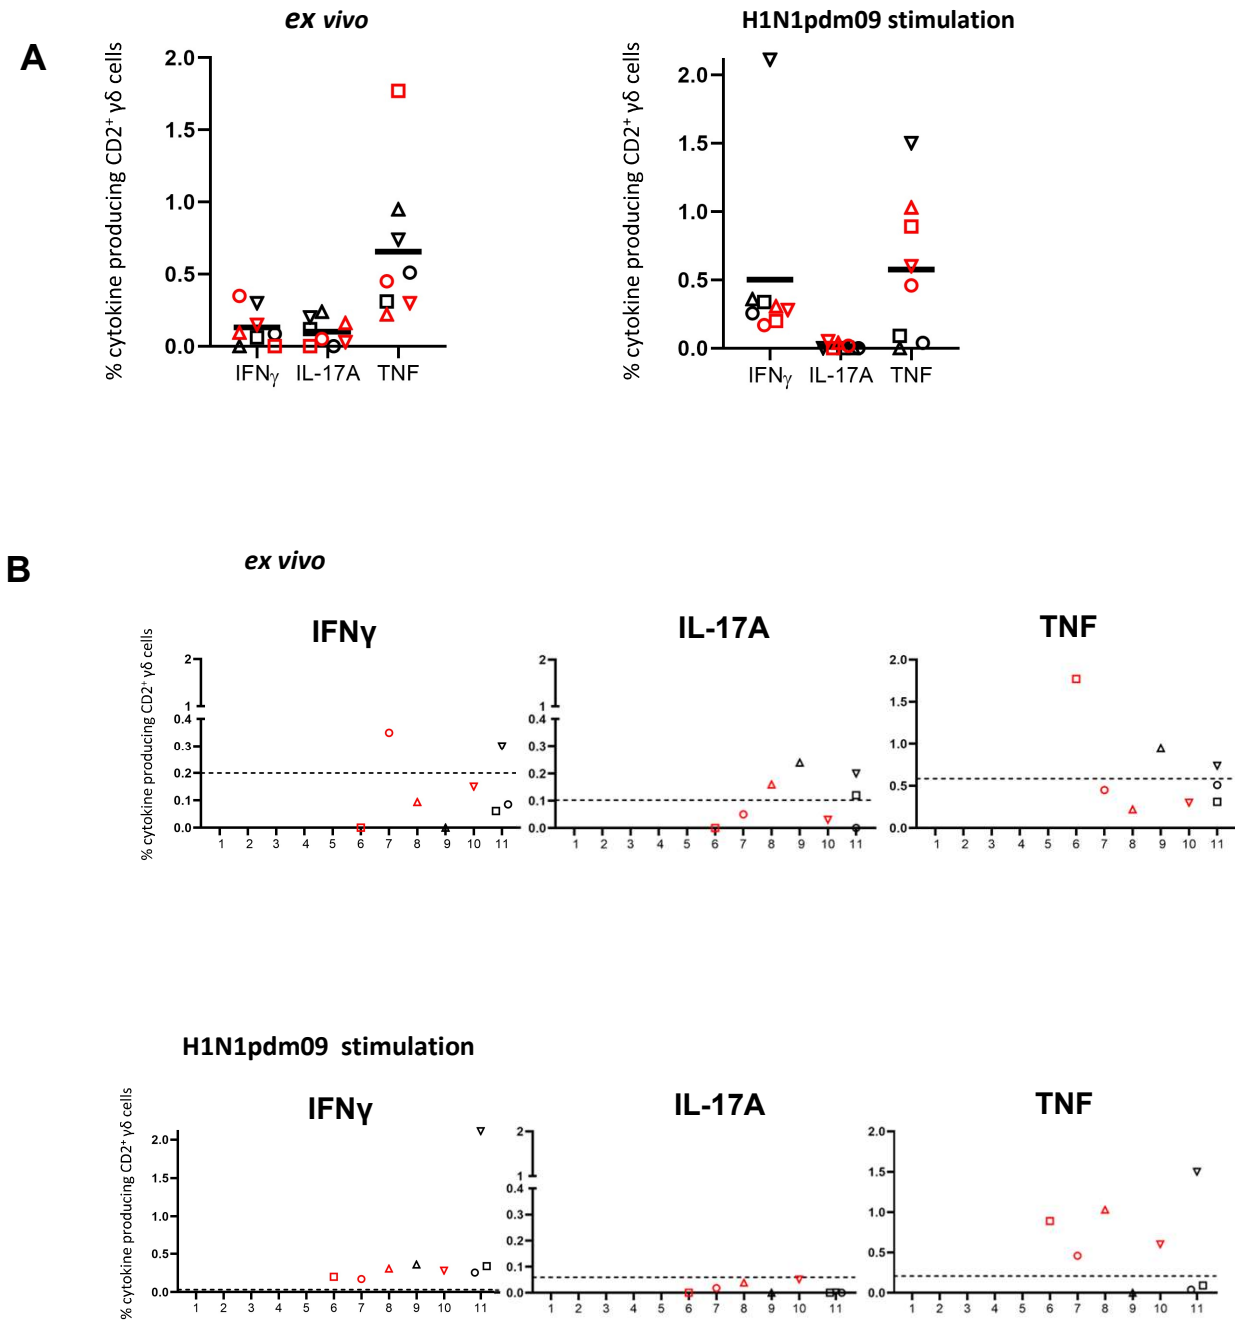 ex vivo
H1N1pdm09 stimulation
A
% cytokine producing CD2⁺ γδ cells
2.0
1.5
1.0
0.5
0.0
IFNγ IL-17A TNF
% cytokine producing CD2⁺ γδ cells
2.0
1.5
1.0
0.5
0.0
IFNγ IL-17A TNF
B
ex vivo
% cytokine producing CD2⁺ γδ cells
IFNγ
2
1
0.4
0.3
0.2
0.1
0.0
1 2 3 4 5 6 7 8 9 10 11
IL-17A
2
1
0.4
0.3
0.2
0.1
0.0
1 2 3 4 5 6 7 8 9 10 11
TNF
2.0
1.5
1.0
0.5
0.0
1 2 3 4 5 6 7 8 9 10 11
H1N1pdm09 stimulation
% cytokine producing CD2⁺ γδ cells
IFNγ
2.0
1.5
1.0
0.5
0.0
1 2 3 4 5 6 7 8 9 10 11
IL-17A
2
1
0.4
0.3
0.2
0.1
0.0
1 2 3 4 5 6 7 8 9 10 11
TNF
2.0
1.5
1.0
0.5
0.0
1 2 3 4 5 6 7 8 9 10 11